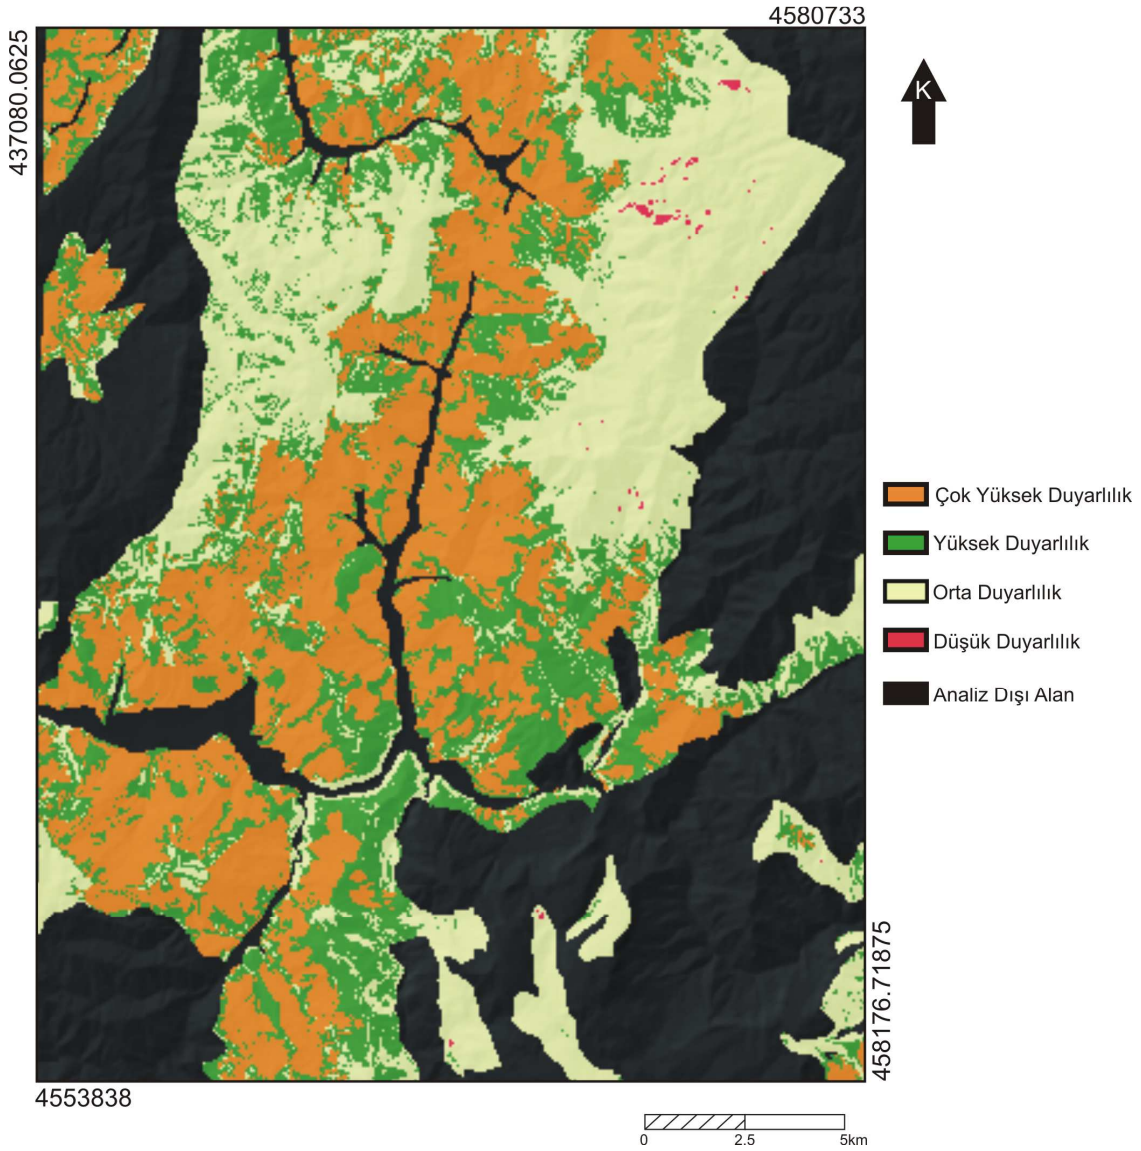 4580733
437080.0625
K
Çok Yüksek Duyarlılık
Yüksek Duyarlılık
Orta Duyarlılık
Düşük Duyarlılık
Analiz Dışı Alan
458176.71875
4553838
0 2.5 5km